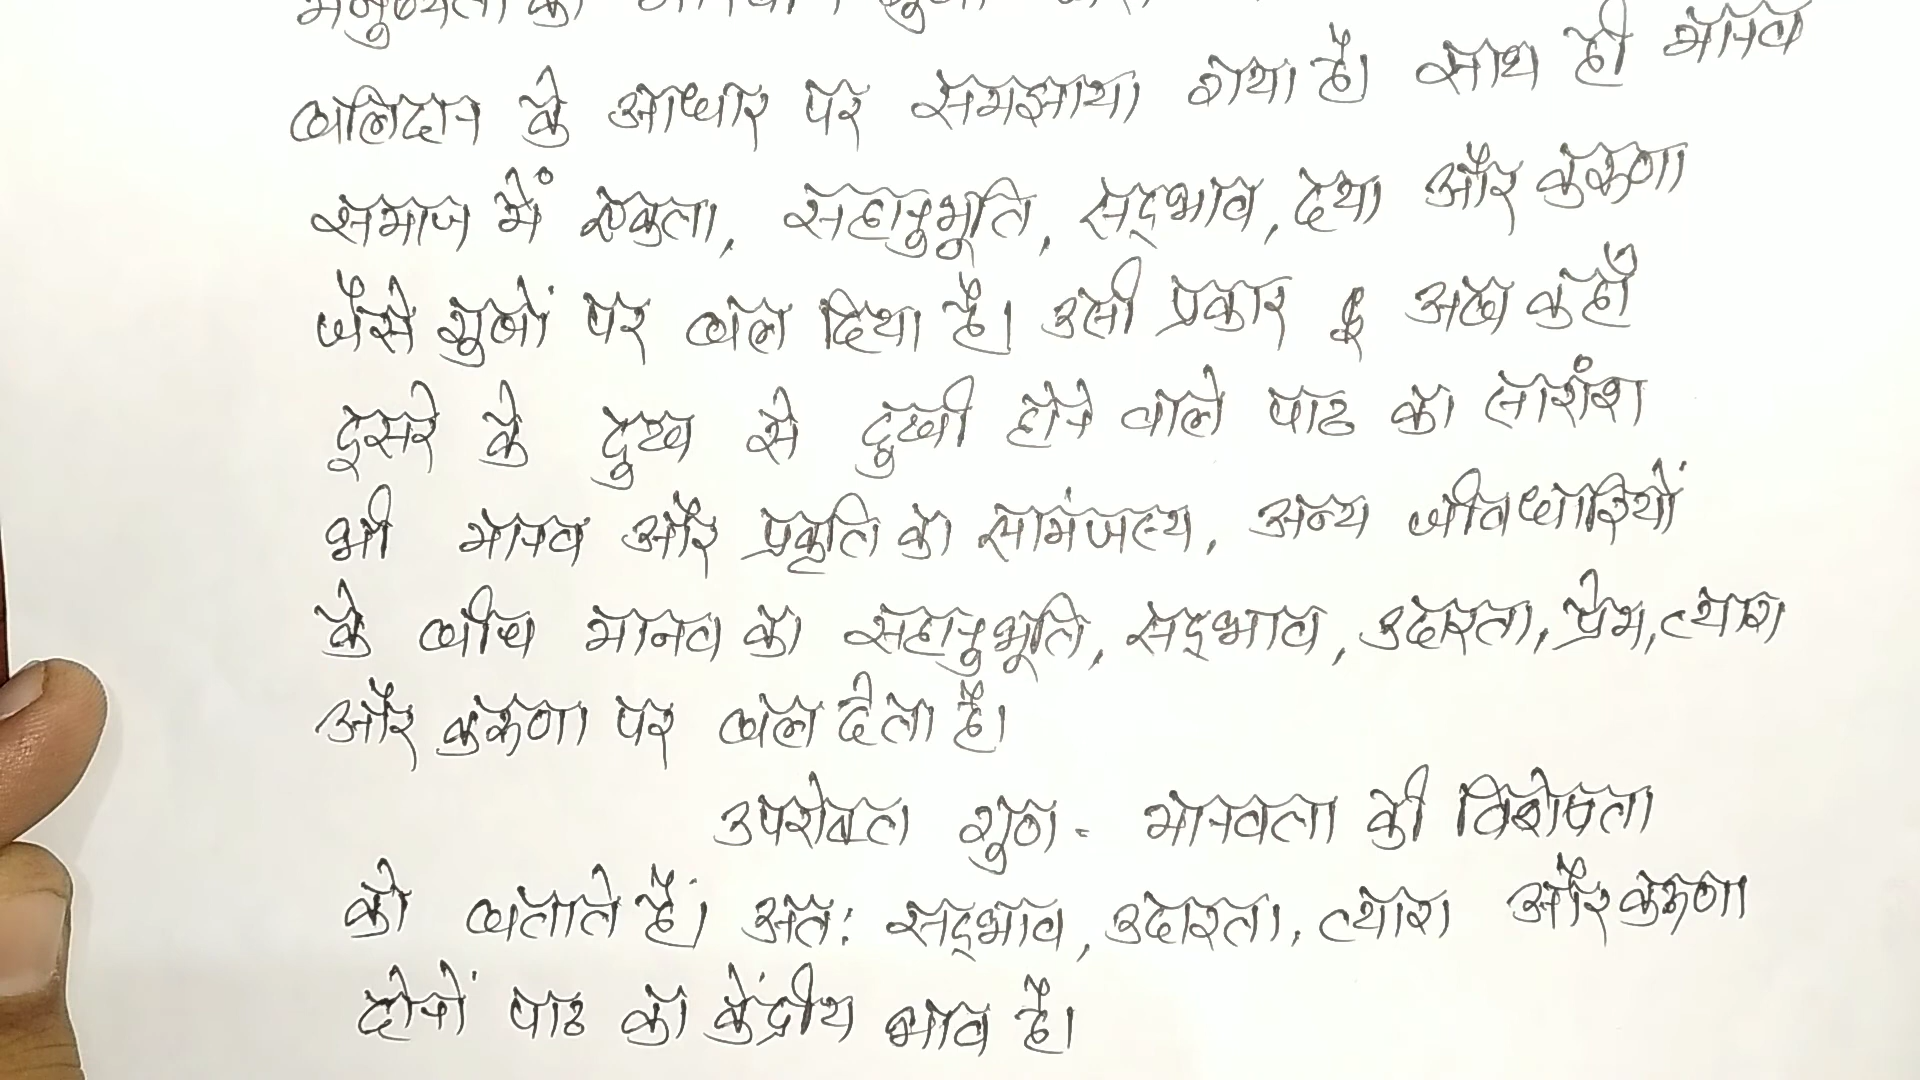 बलिदान के आधार पर समझाया गया है। साथ ही मानव
समाज में एकता, सहानुभूति, सद्भाव, दया और करूणा
जैसे गुणों पर बल दिया है। उसी प्रकार अब कहाँ
दूसरे के दुख से दुखी होने वाले पाठ का सारांश
भी मानव और प्रकृति का सामंजस्य, अन्य जीवधारियों
के बीच मानव का सहानुभूति, सद्भाव, उदारता, प्रेम, त्याग
और करूणा पर बल देता है।
उपरोक्त गुण - मानवता की विशेषता
को बताते हैं। अतः सद्भाव, उदारता, त्याग और करूणा
दोनों पाठ का केंद्रीय भाव है।